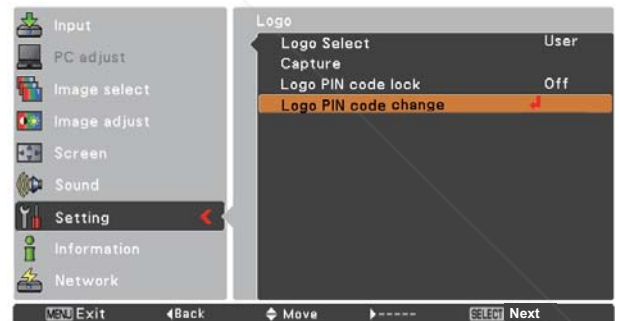 Input
PC adjust
Image select
Image adjust
Screen
Sound
Setting
Information
Network
Logo
Logo Select User
Capture
Logo PIN code lock Off
Logo PIN code change
MENU Exit Back Move ----- SELECT Next